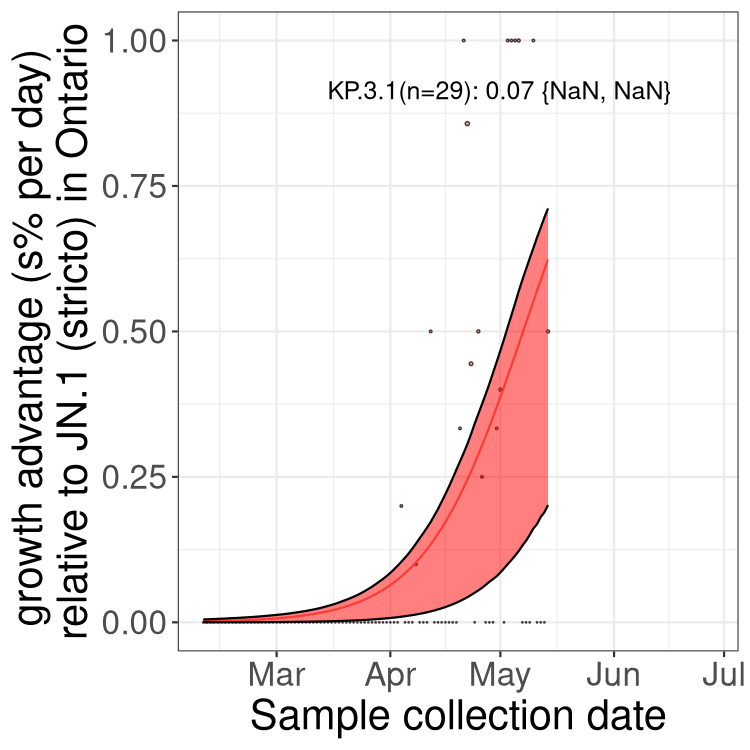 growth advantage (s% per day)
relative to JN.1 (stricto) in Ontario
1.00
0.75
0.50
0.25
0.00
KP.3.1(n=29): 0.07 {NaN, NaN}
Mar Apr May Jun Jul
Sample collection date